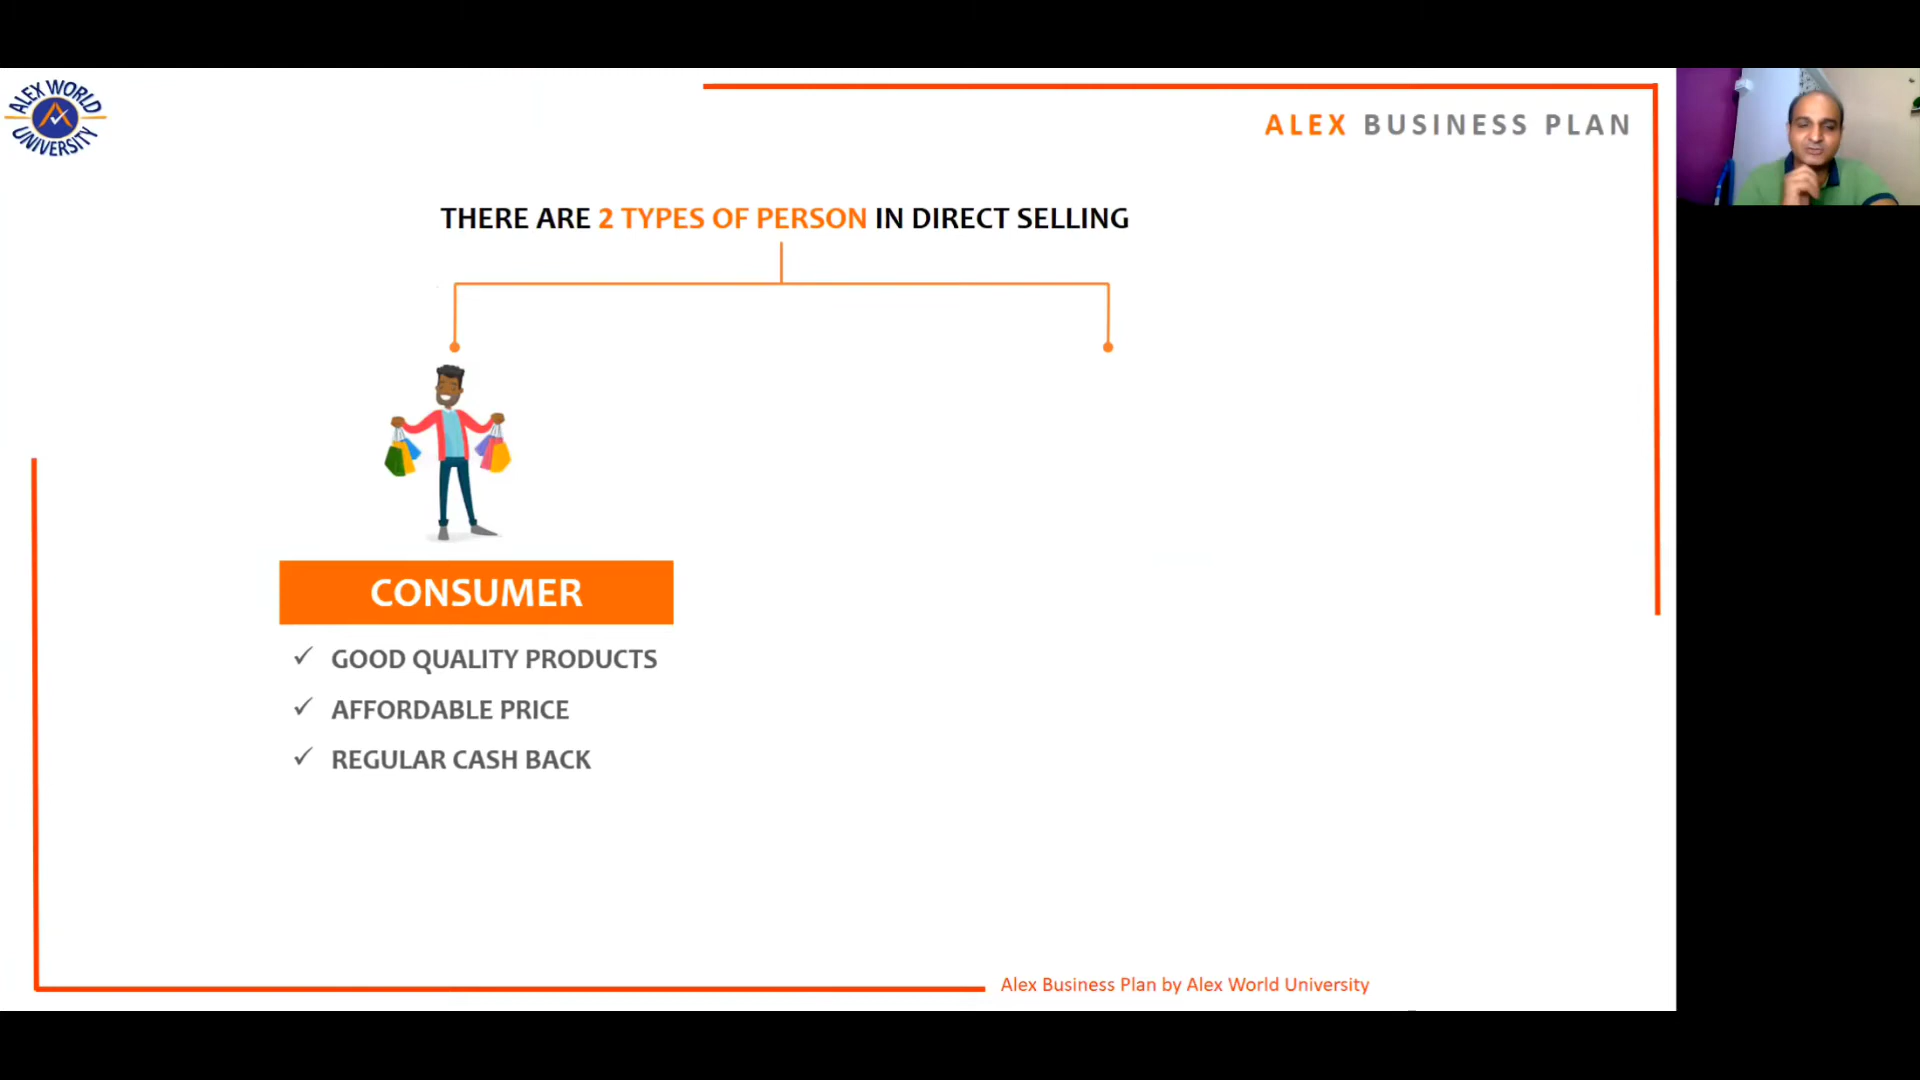 ALEX WORLD
UNIVERSITY
ALEX BUSINESS PLAN
THERE ARE 2 TYPES OF PERSON IN DIRECT SELLING
CONSUMER
✓ GOOD QUALITY PRODUCTS
✓ AFFORDABLE PRICE
✓ REGULAR CASH BACK
Alex Business Plan by Alex World University